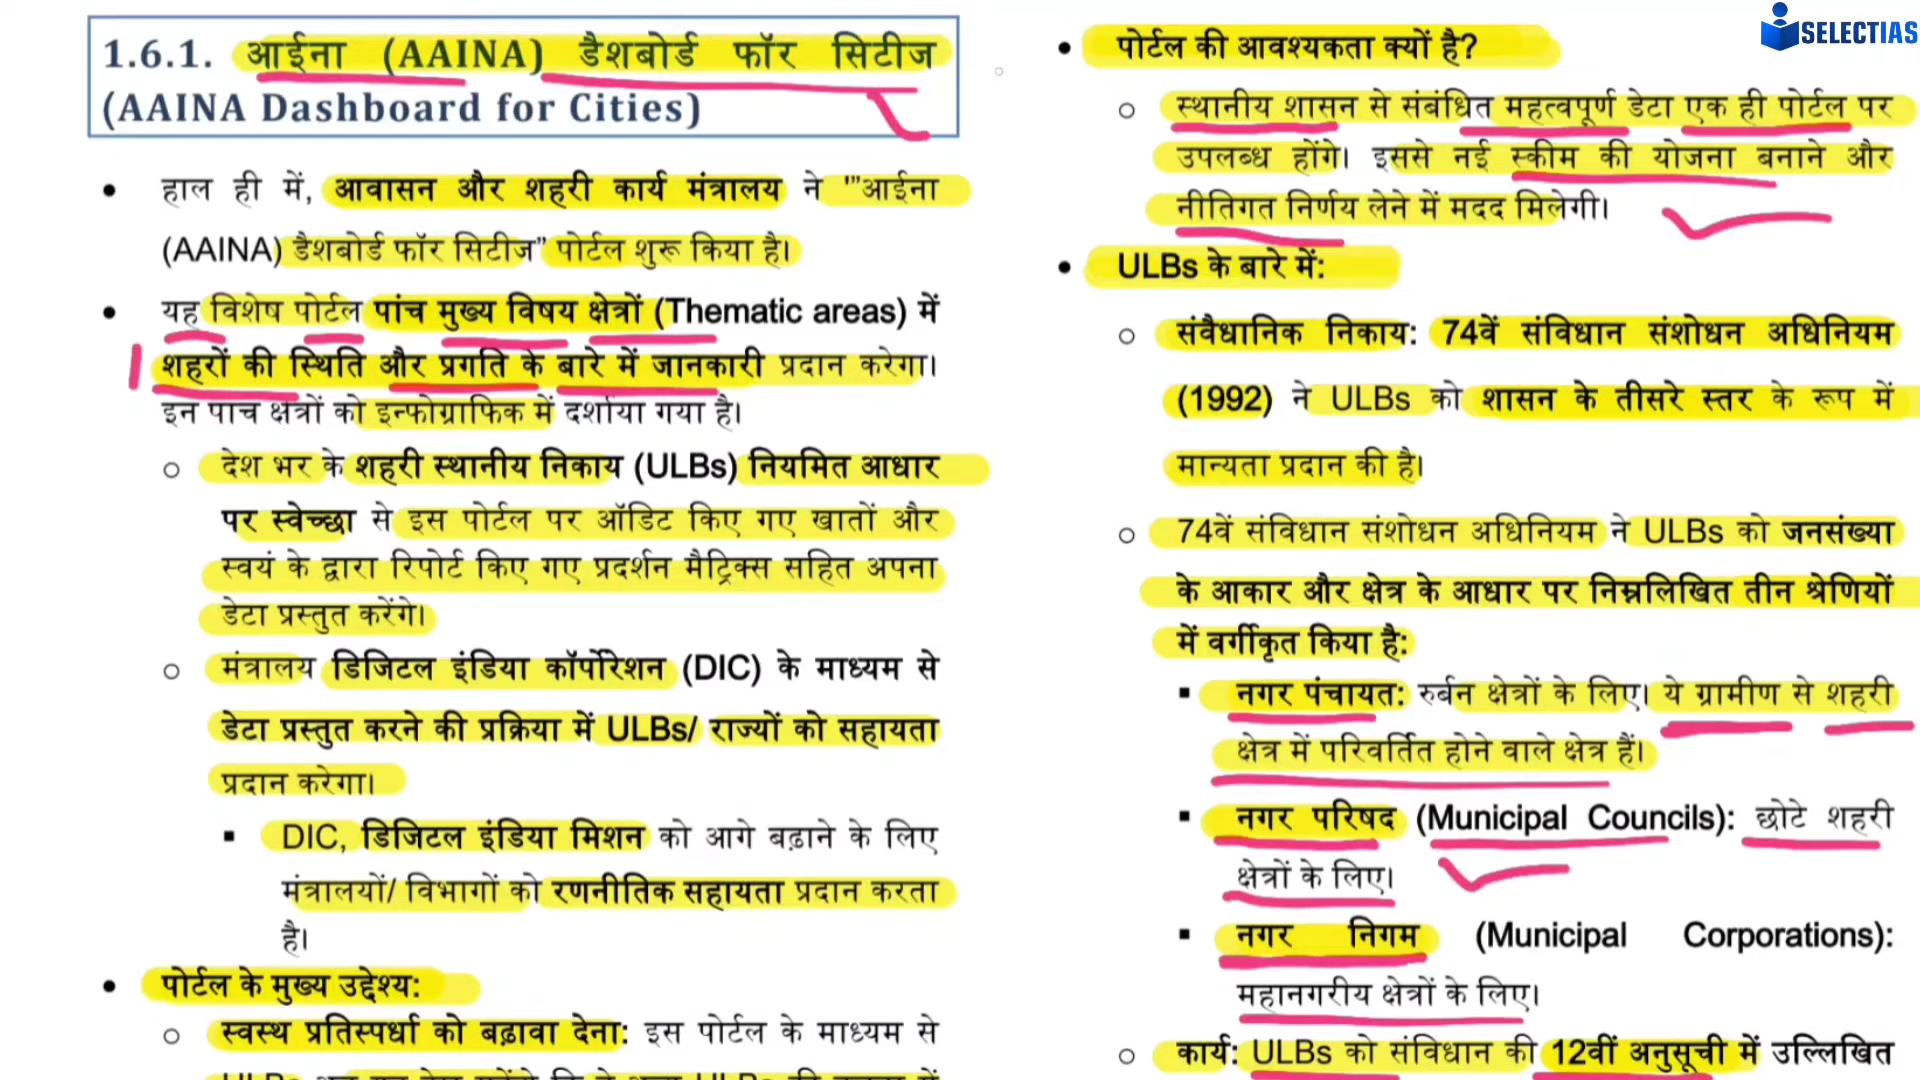 1.6.1. आईना (AAINA) डैशबोर्ड फॉर सिटीज
(AAINA Dashboard for Cities)
हाल ही में, आवासन और शहरी कार्य मंत्रालय ने '"आईना
(AAINA) डैशबोर्ड फॉर सिटीज" पोर्टल शुरू किया है।
यह विशेष पोर्टल पांच मुख्य विषय क्षेत्रों (Thematic areas) में
शहरों की स्थिति और प्रगति के बारे में जानकारी प्रदान करेगा।
इन पाच क्षेत्रों को इन्फोग्राफिक में दर्शाया गया है।
देश भर के शहरी स्थानीय निकाय (ULBs) नियमित आधार
पर स्वेच्छा से इस पोर्टल पर ऑडिट किए गए खातों और
स्वयं के द्वारा रिपोर्ट किए गए प्रदर्शन मैट्रिक्स सहित अपना
डेटा प्रस्तुत करेंगे।
मंत्रालय डिजिटल इंडिया कॉर्पोरेशन (DIC) के माध्यम से
डेटा प्रस्तुत करने की प्रक्रिया में ULBs/ राज्यों को सहायता
प्रदान करेगा।
DIC, डिजिटल इंडिया मिशन को आगे बढ़ाने के लिए
मंत्रालयों/ विभागों को रणनीतिक सहायता प्रदान करता
है।
पोर्टल के मुख्य उद्देश्य:
स्वस्थ प्रतिस्पर्धा को बढ़ावा देना: इस पोर्टल के माध्यम से
SELECTIAS
पोर्टल की आवश्यकता क्यों है?
स्थानीय शासन से संबंधित महत्वपूर्ण डेटा एक ही पोर्टल पर
उपलब्ध होंगे। इससे नई स्कीम की योजना बनाने और
नीतिगत निर्णय लेने में मदद मिलेगी।
ULBs के बारे में:
संवैधानिक निकाय: 74वें संविधान संशोधन अधिनियम
(1992) ने ULBs को शासन के तीसरे स्तर के रूप में
मान्यता प्रदान की है।
74वें संविधान संशोधन अधिनियम ने ULBs को जनसंख्या
के आकार और क्षेत्र के आधार पर निम्नलिखित तीन श्रेणियों
में वर्गीकृत किया है:
नगर पंचायत: रुर्बन क्षेत्रों के लिए। ये ग्रामीण से शहरी
क्षेत्र में परिवर्तित होने वाले क्षेत्र हैं।
नगर परिषद (Municipal Councils): छोटे शहरी
क्षेत्रों के लिए।
नगर निगम (Municipal Corporations):
महानगरीय क्षेत्रों के लिए।
कार्य: ULBs को संविधान की 12वीं अनुसूची में उल्लिखित